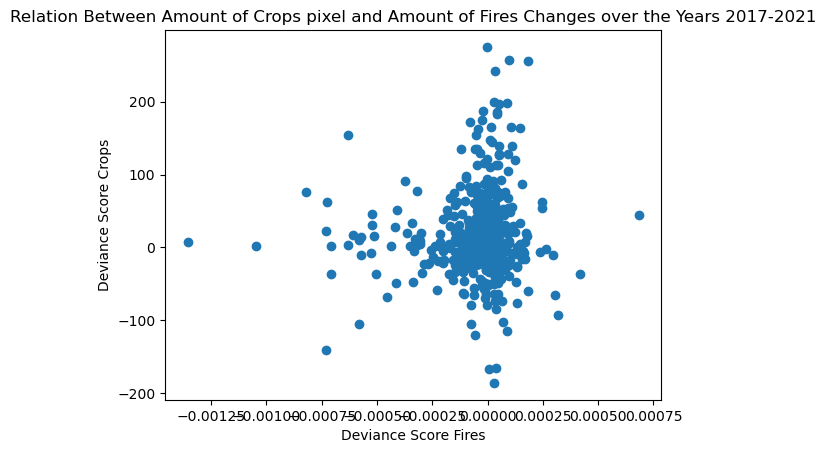 Relation Between Amount of Crops pixel and Amount of Fires Changes over the Years 2017-2021
Deviance Score Crops
200
100
0
−100
−200
−0.00125 −0.00100 −0.00075 −0.00050 −0.00025 0.00000 0.00025 0.00050 0.00075
Deviance Score Fires